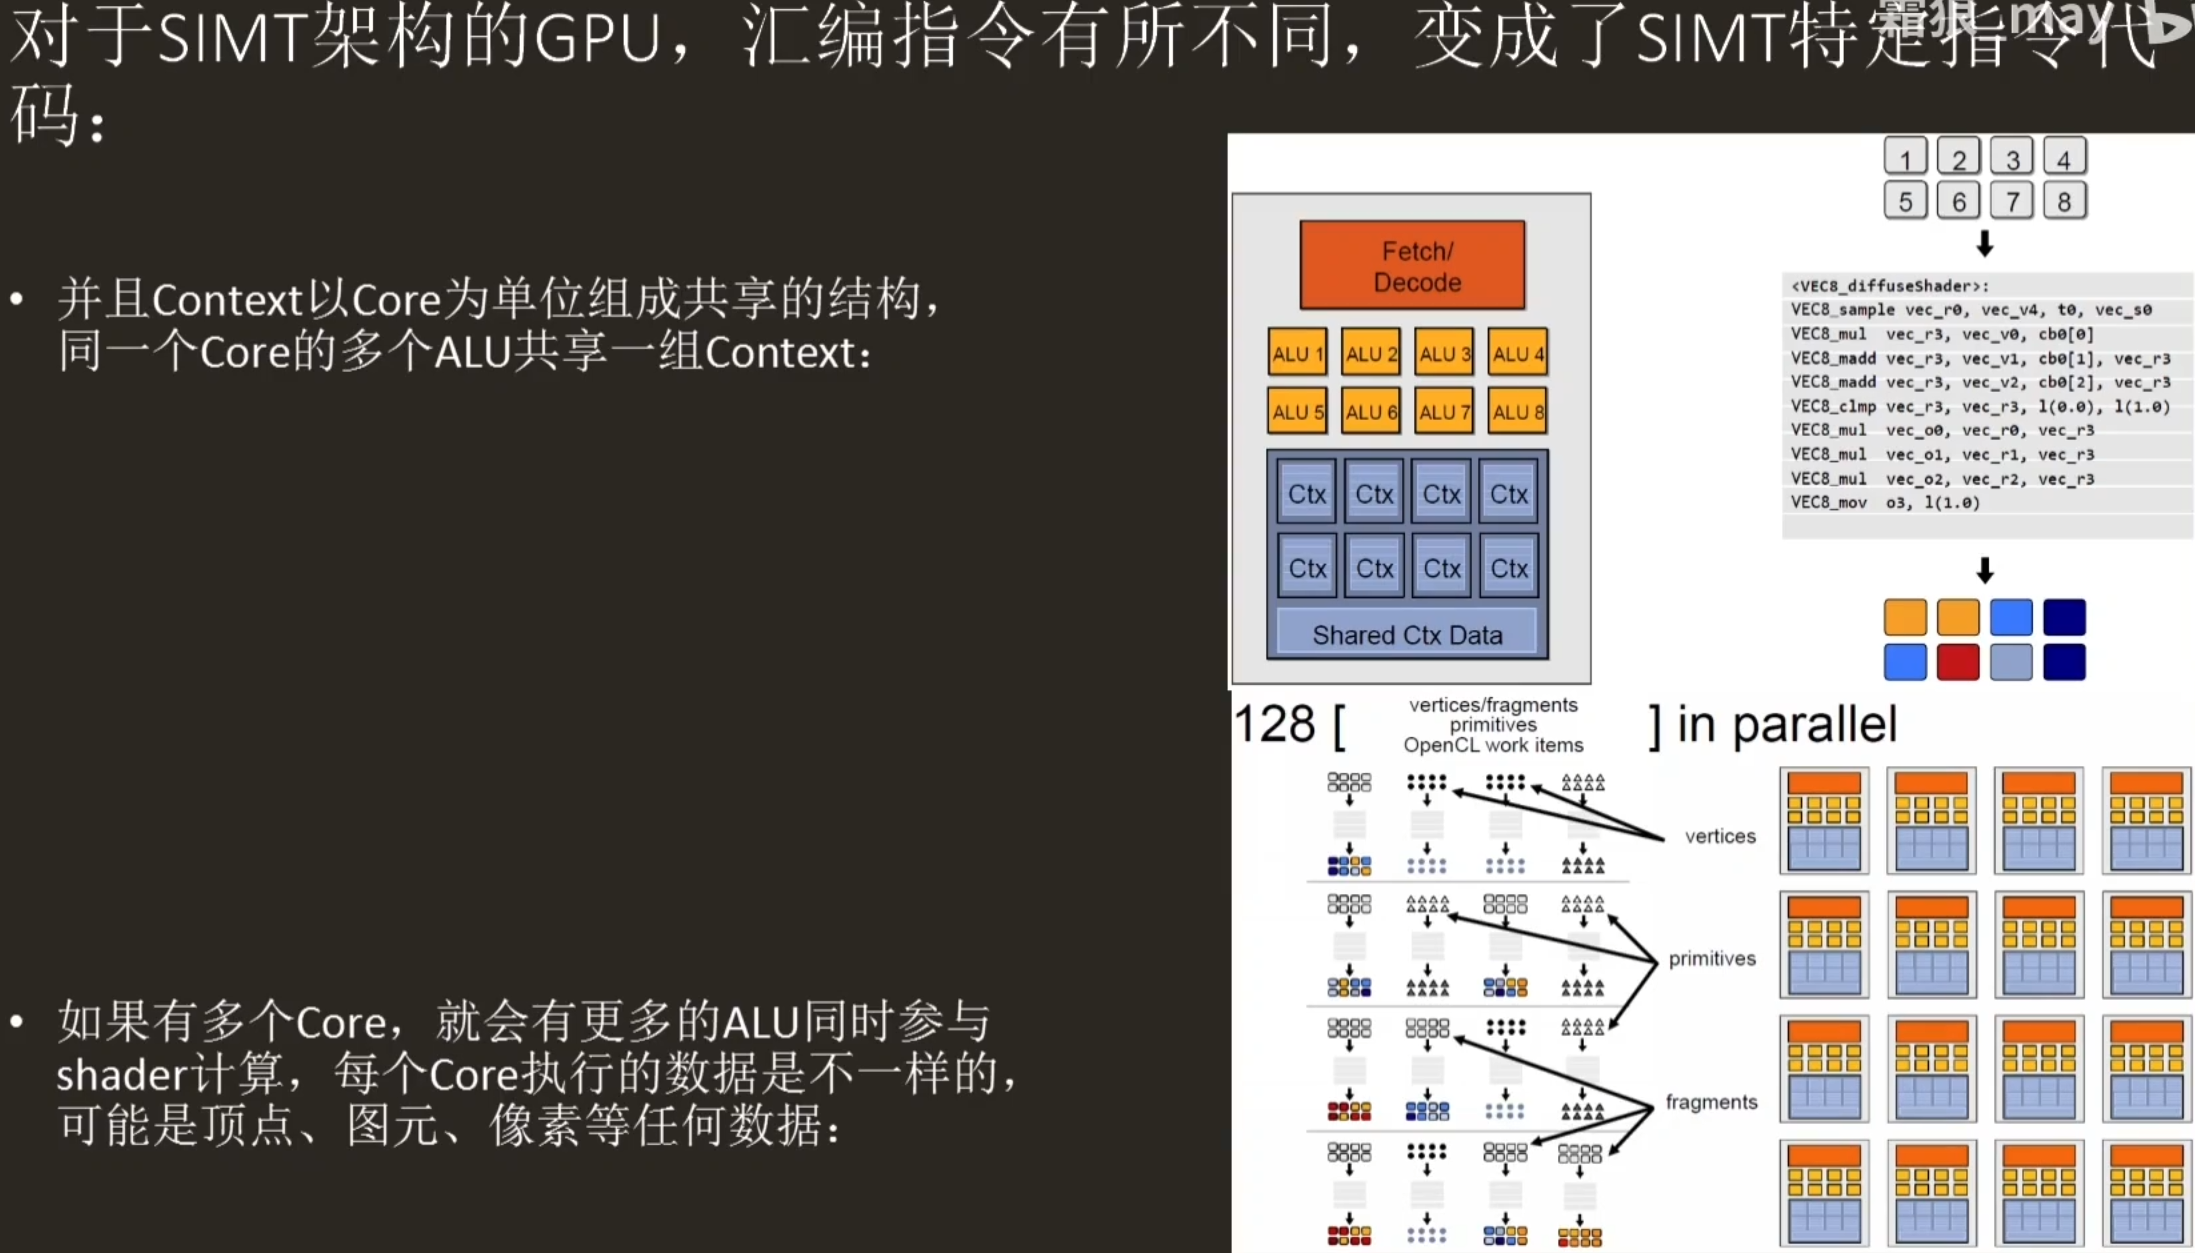 对于SIMT架构的GPU，汇编指令有所不同，变成了SIMT特定指令代
码：
霜狼_may
• 并且Context以Core为单位组成共享的结构，
同一个Core的多个ALU共享一组Context：
Fetch/
Decode
ALU 1 ALU 2 ALU 3 ALU 4
ALU 5 ALU 6 ALU 7 ALU 8
Ctx Ctx Ctx Ctx
Ctx Ctx Ctx Ctx
Shared Ctx Data
1 2 3 4
5 6 7 8
<VEC8_diffuseShader>:
VEC8_sample vec_r0, vec_v4, t0, vec_s0
VEC8_mul vec_r3, vec_v0, cb0[0]
VEC8_madd vec_r3, vec_v1, cb0[1], vec_r3
VEC8_madd vec_r3, vec_v2, cb0[2], vec_r3
VEC8_clmp vec_r3, vec_r3, l(0.0), l(1.0)
VEC8_mul vec_o0, vec_r0, vec_r3
VEC8_mul vec_o1, vec_r1, vec_r3
VEC8_mul vec_o2, vec_r2, vec_r3
VEC8_mov o3, l(1.0)
• 如果有多个Core，就会有更多的ALU同时参与
shader计算，每个Core执行的数据是不一样的，
可能是顶点、图元、像素等任何数据：
vertices/fragments
primitives
OpenCL work items
128 [ ] in parallel
vertices
primitives
fragments